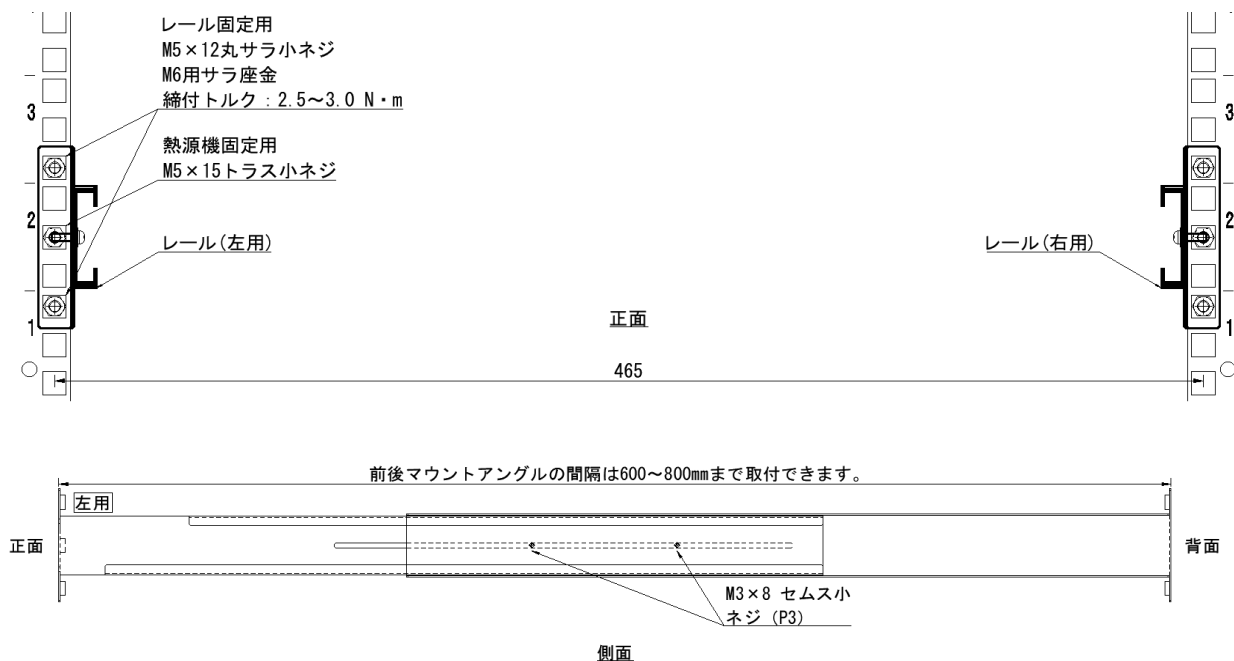 レール固定用
M5×12丸サラ小ネジ
M6用サラ座金
締付トルク：2.5～3.0 N・m
3
3
熱源機固定用
M5×15トラス小ネジ
2
2
レール(左用)
レール(右用)
1
1
正面
465
前後マウントアングルの間隔は600～800mmまで取付できます。
左用
正面
背面
M3×8 セムス小
ネジ (P3)
側面